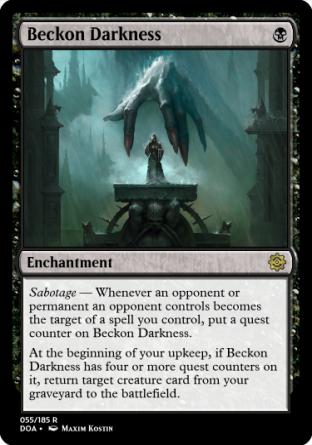 Beckon Darkness
Enchantment
Sabotage — Whenever an opponent or
permanent an opponent controls becomes
the target of a spell you control, put a quest
counter on Beckon Darkness.
At the beginning of your upkeep, if Beckon
Darkness has four or more quest counters on
it, return target creature card from your
graveyard to the battlefield.
055/185 R
DOA • Maxim Kostin